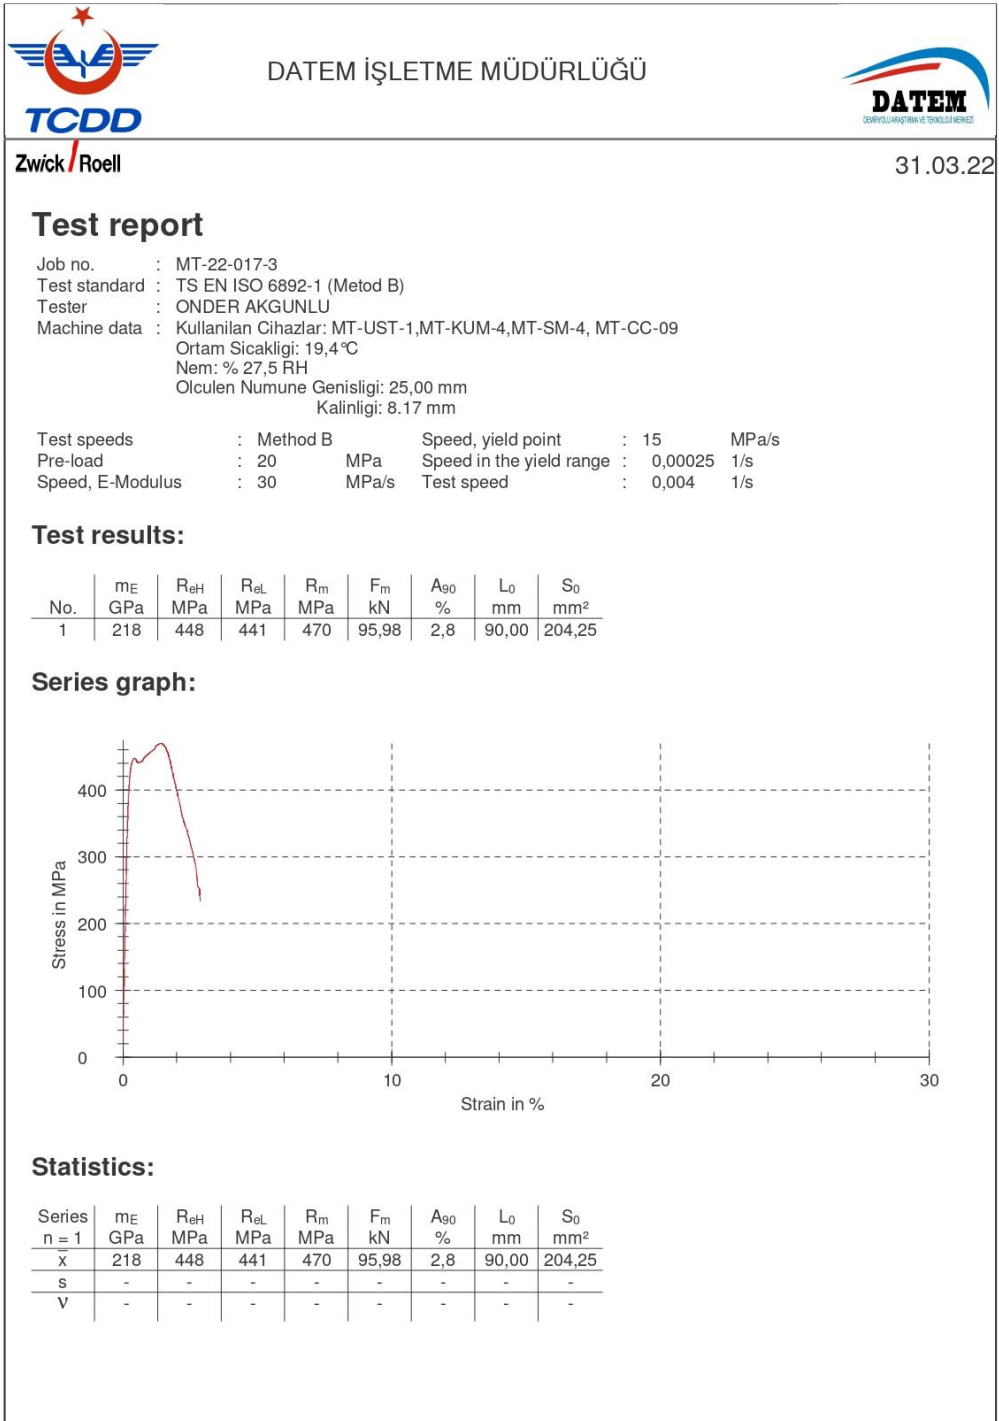 TCDD
DATEM İŞLETME MÜDÜRLÜĞÜ
DATEM
DEMİRYOLU ARAŞTIRMA VE TEKNOLOJİ MERKEZİ
Zwick / Roell
31.03.22
Test report
Job no. : MT-22-017-3
Test standard : TS EN ISO 6892-1 (Metod B)
Tester : ONDER AKGUNLU
Machine data : Kullanilan Cihazlar: MT-UST-1,MT-KUM-4,MT-SM-4, MT-CC-09
Ortam Sicakligi: 19,4°C
Nem: % 27,5 RH
Olculen Numune Genisligi: 25,00 mm
Kalinligi: 8.17 mm
Test speeds : Method B Speed, yield point : 15 MPa/s
Pre-load : 20 MPa Speed in the yield range : 0,00025 1/s
Speed, E-Modulus : 30 MPa/s Test speed : 0,004 1/s
Test results:
mE ReH ReL Rm Fm A90 L0 S0
No. GPa MPa MPa MPa kN % mm mm²
1 218 448 441 470 95,98 2,8 90,00 204,25
Series graph:
400
300
200
100
0
Stress in MPa
0 10 20 30
Strain in %
Statistics:
Series mE ReH ReL Rm Fm A90 L0 S0
n = 1 GPa MPa MPa MPa kN % mm mm²
x̅ 218 448 441 470 95,98 2,8 90,00 204,25
s - - - - - - - -
ν - - - - - - - -